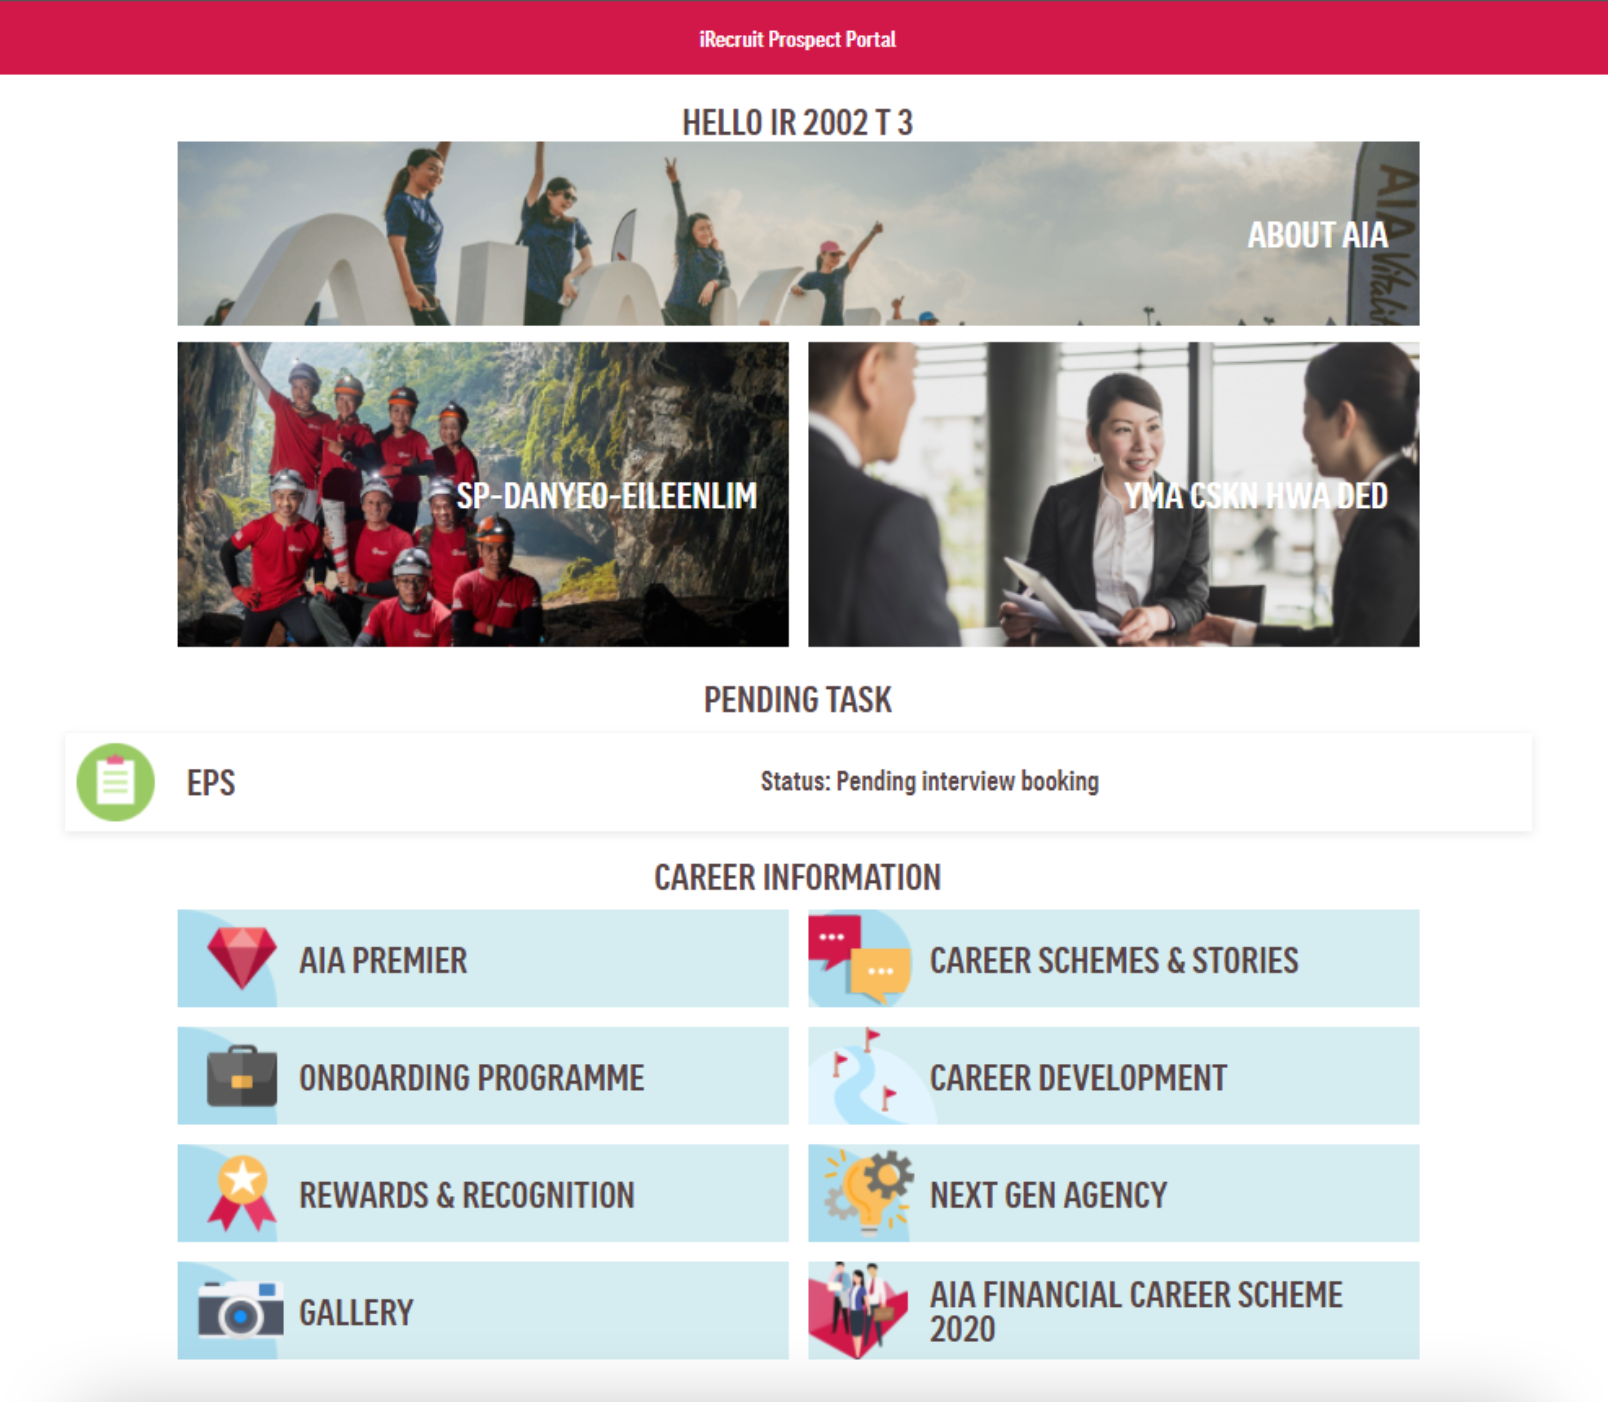 iRecruit Prospect Portal
HELLO IR 2002 T 3
ABOUT AIA
AIA Vitality
SP-DANYEO-EILEENLIM
YMA CSKN HWA DED
PENDING TASK
EPS
Status: Pending interview booking
CAREER INFORMATION
AIA PREMIER
CAREER SCHEMES & STORIES
ONBOARDING PROGRAMME
CAREER DEVELOPMENT
REWARDS & RECOGNITION
NEXT GEN AGENCY
GALLERY
AIA FINANCIAL CAREER SCHEME
2020